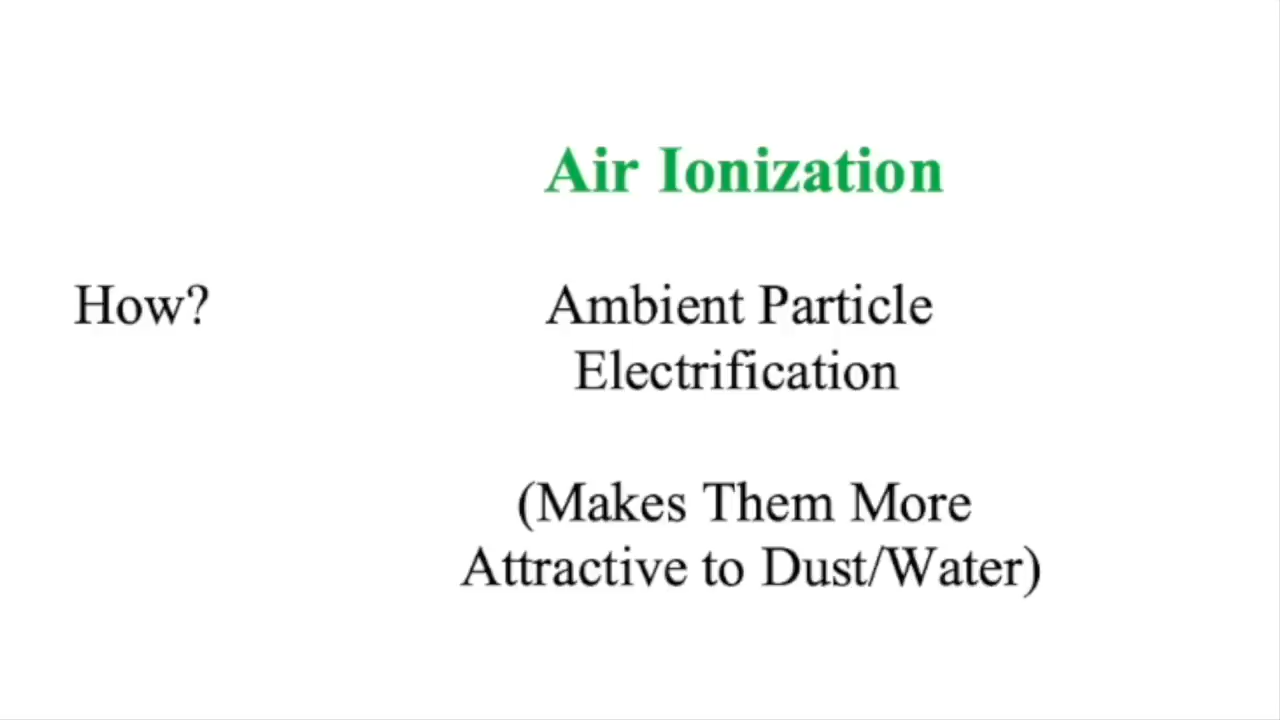 Air Ionization
How? Ambient Particle
Electrification
(Makes Them More
Attractive to Dust/Water)